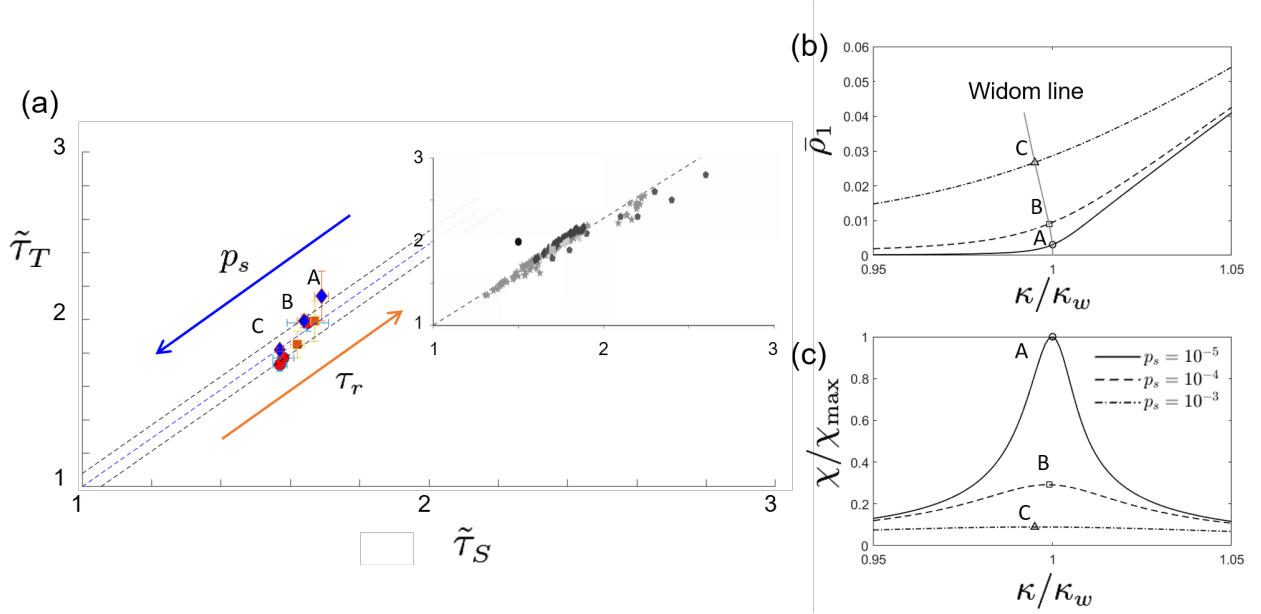 (a)
3
2
1
1
2
3
τ̃_T
τ̃_S
p_s
τ_r
A
B
C
3
2
1
1
2
3
(b)
0.06
0.05
0.04
0.03
0.02
0.01
0
0.95
1
1.05
ρ̄_1
κ/κ_w
Widom line
C
B
A
(c)
1
0.8
0.6
0.4
0.2
0
0.95
1
1.05
χ/χ_max
κ/κ_w
A
B
C
p_s = 10^{-5}
p_s = 10^{-4}
p_s = 10^{-3}